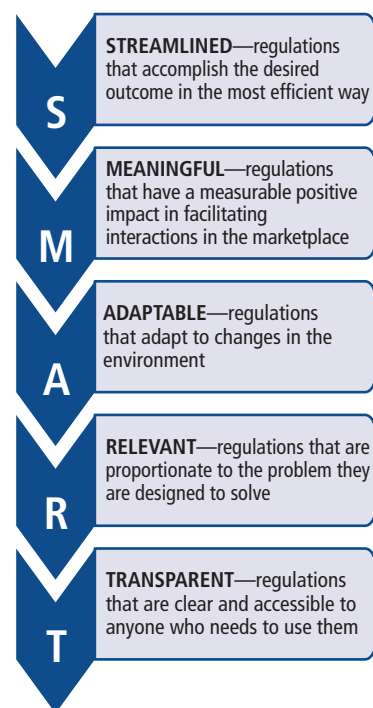 S
STREAMLINED—regulations
that accomplish the desired
outcome in the most efficient way
M
MEANINGFUL—regulations
that have a measurable positive
impact in facilitating
interactions in the marketplace
A
ADAPTABLE—regulations
that adapt to changes in the
environment
R
RELEVANT—regulations that are
proportionate to the problem they
are designed to solve
T
TRANSPARENT—regulations
that are clear and accessible to
anyone who needs to use them